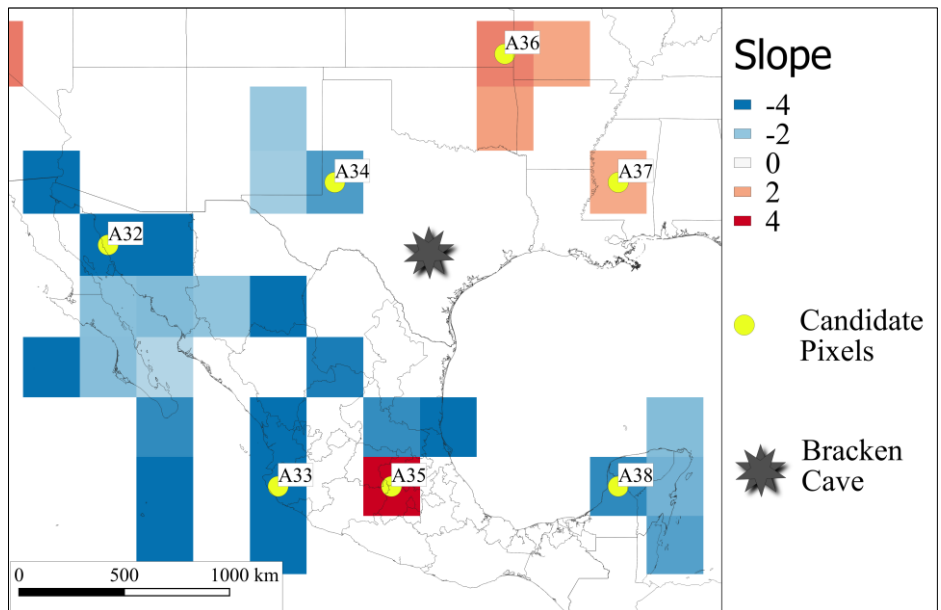 A36
Slope
-4
-2
0
2
4
A34
A37
A32
Candidate
Pixels
Bracken
Cave
A33
A35
A38
0 500 1000 km